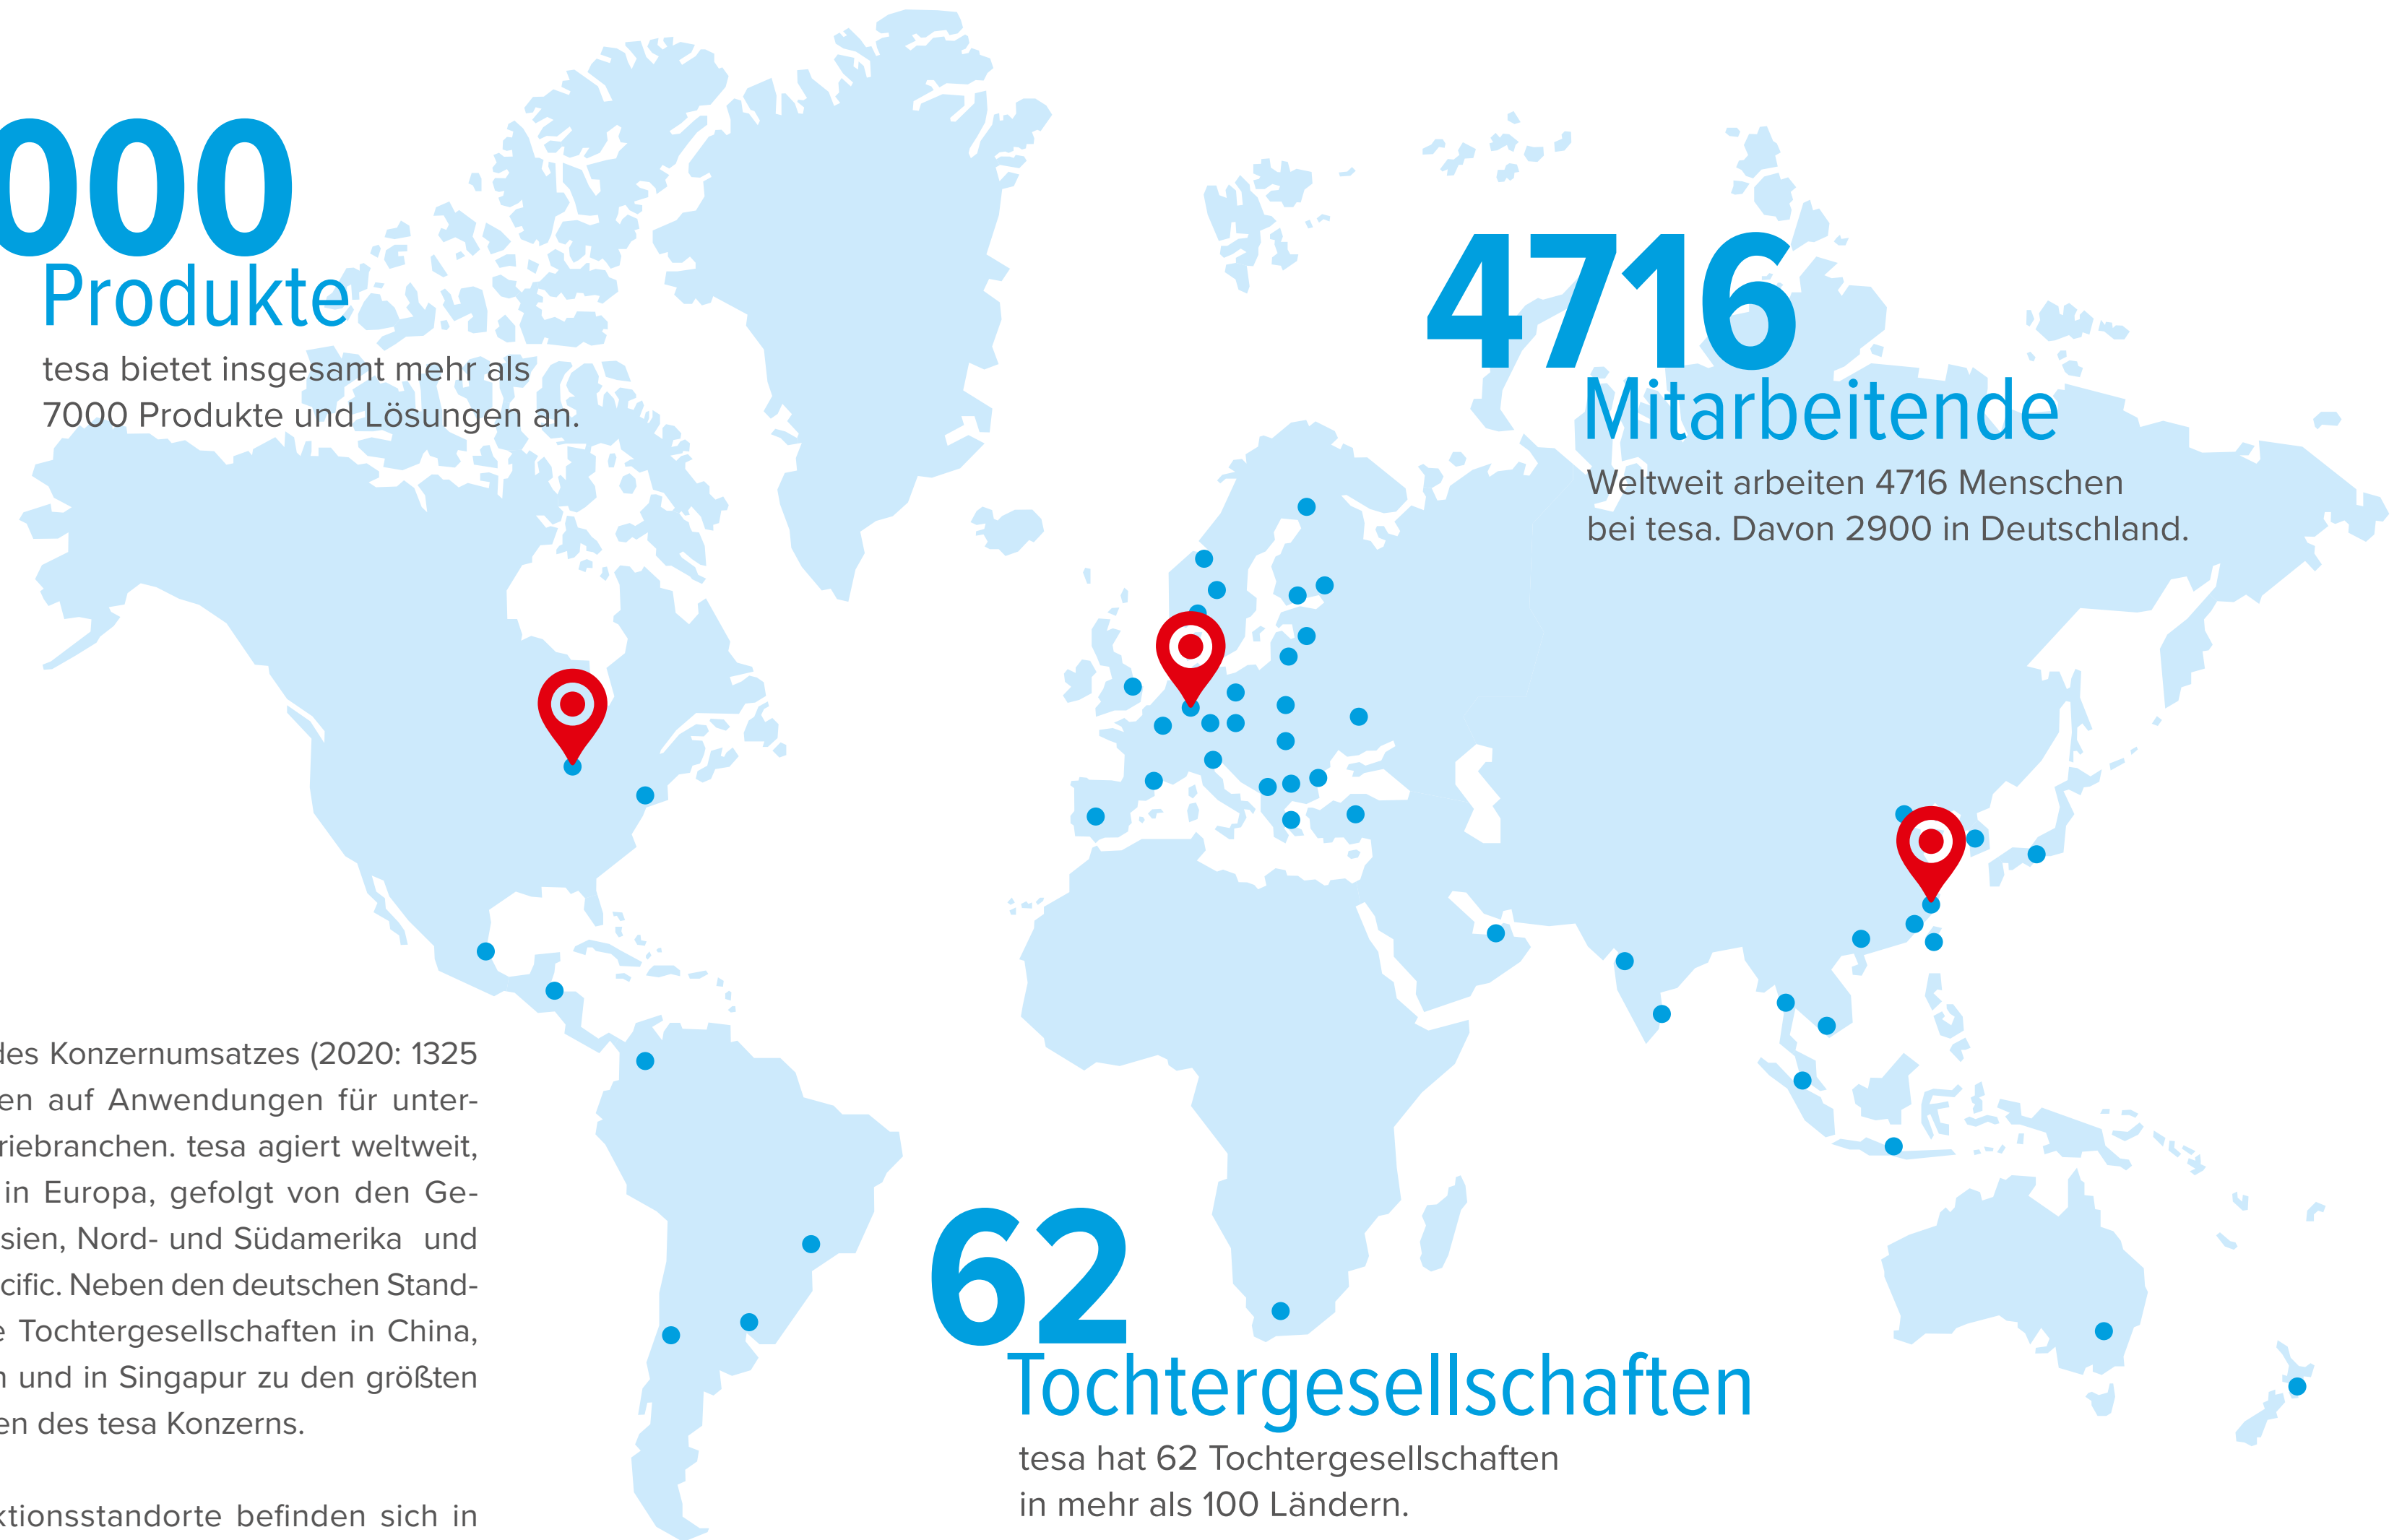 000
Produkte
tesa bietet insgesamt mehr als
7000 Produkte und Lösungen an.
4716
Mitarbeitende
Weltweit arbeiten 4716 Menschen
bei tesa. Davon 2900 in Deutschland.
des Konzernumsatzes (2020: 1325
en auf Anwendungen für unter-
riebranchen. tesa agiert weltweit,
in Europa, gefolgt von den Ge-
sien, Nord- und Südamerika und
cific. Neben den deutschen Stand-
e Tochtergesellschaften in China,
n und in Singapur zu den größten
en des tesa Konzerns.
ktionsstandorte befinden sich in
62
Tochtergesellschaften
tesa hat 62 Tochtergesellschaften
in mehr als 100 Ländern.